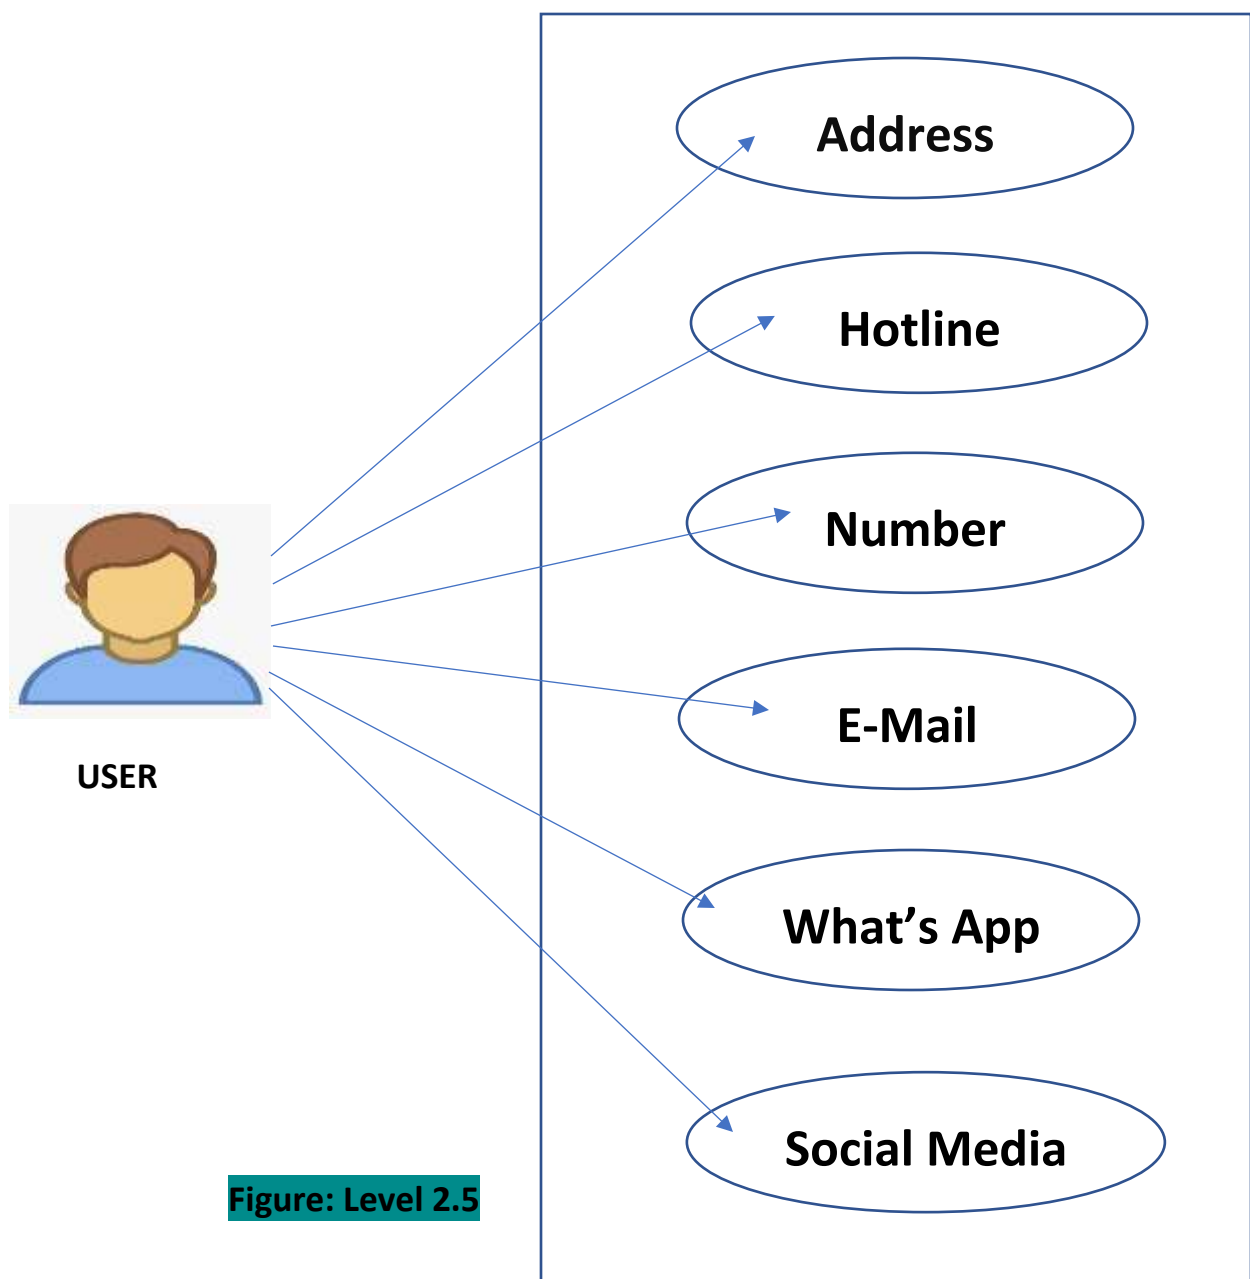 Address
Hotline
Number
E-Mail
USER
What’s App
Social Media
Figure: Level 2.5